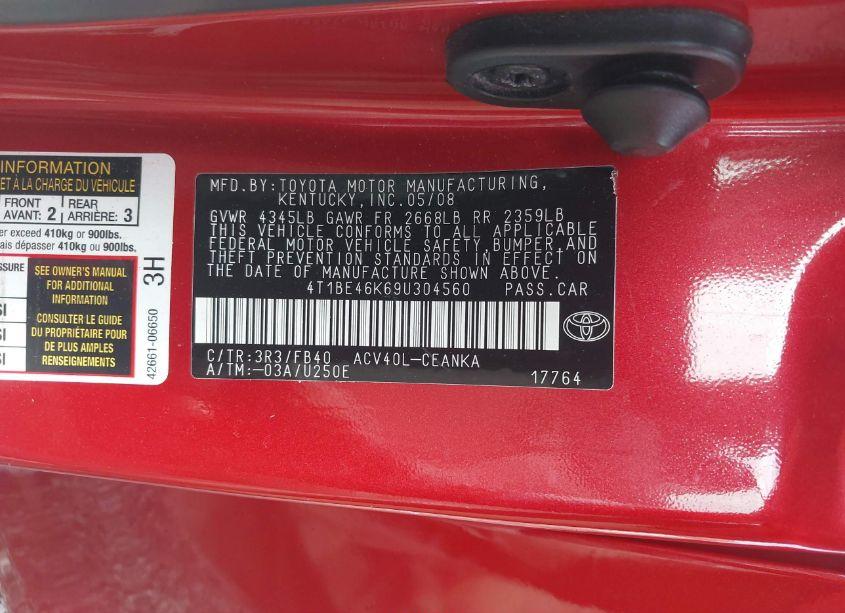 INFORMATION
ET À LA CHARGE DU VÉHICULE
FRONT
AVANT: 2
REAR
ARRIÈRE: 3
exceed 410kg or 900lbs.
dépasser 410kg ou 900lbs.
SEE OWNER'S MANUAL
FOR ADDITIONAL
INFORMATION
CONSULTER LE GUIDE
DU PROPRIÉTAIRE POUR
DE PLUS AMPLES
RENSEIGNEMENTS
3H
42661-06650
MFD.BY:TOYOTA MOTOR MANUFACTURING,
KENTUCKY,INC.05/08
GVWR 4345LB GAWR FR 2668LB RR 2359LB
THIS VEHICLE CONFORMS TO ALL APPLICABLE
FEDERAL MOTOR VEHICLE SAFETY,BUMPER,AND
THEFT PREVENTION STANDARDS IN EFFECT ON
THE DATE OF MANUFACTURE SHOWN ABOVE.
4T1BE46K69U304560 PASS.CAR
C/TR:3R3/FB40 ACV40L-CEANKA
A/TM:-03A/U250E
17764